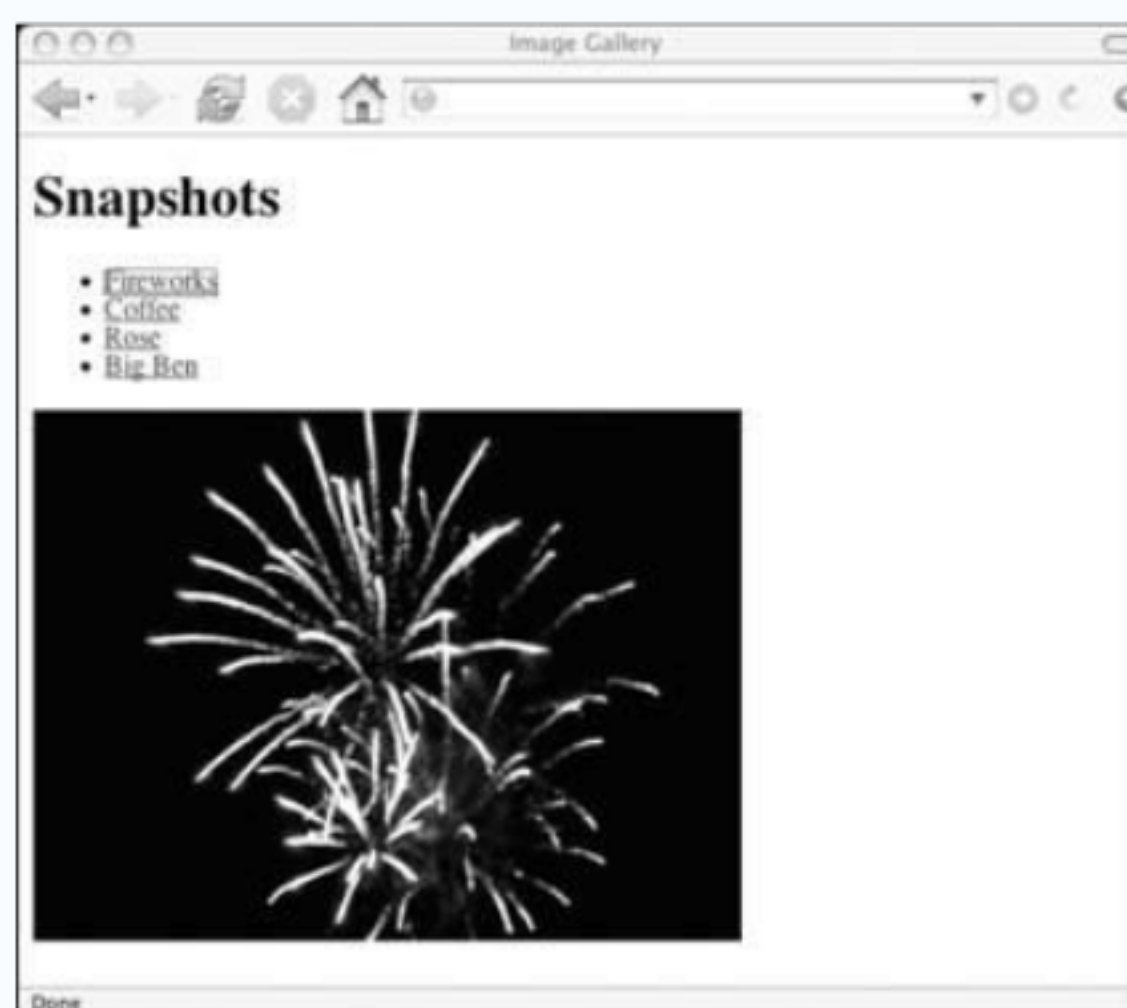 Image Gallery
Snapshots
Fireworks
Coffee
Rose
Big Ben
Done